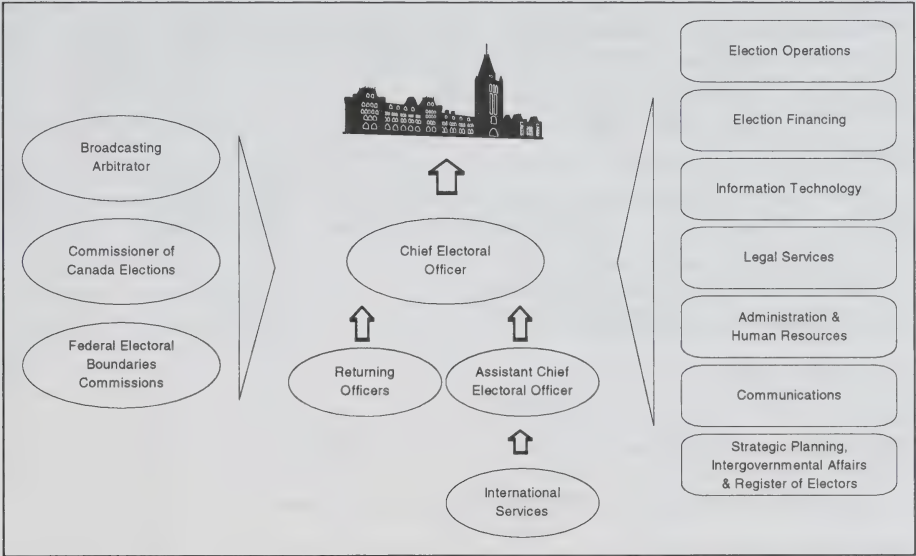 Broadcasting
Arbitrator
Commissioner of
Canada Elections
Federal Electoral
Boundaries
Commissions
Chief Electoral
Officer
Returning
Officers
Assistant Chief
Electoral Officer
International
Services
Election Operations
Election Financing
Information Technology
Legal Services
Administration &
Human Resources
Communications
Strategic Planning,
Intergovernmental Affairs
& Register of Electors